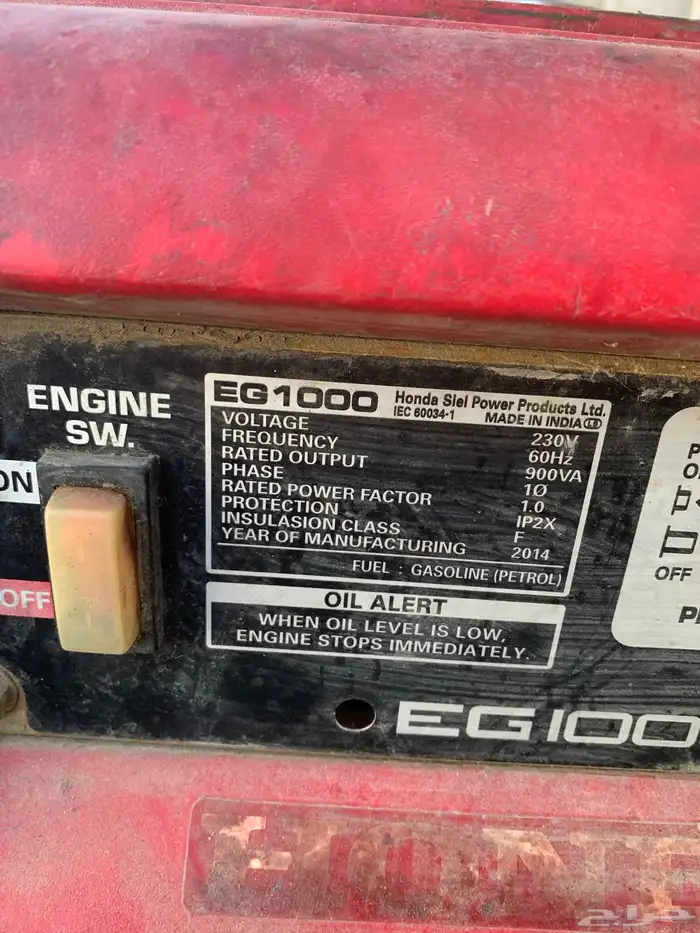 ENGINE
SW.
ON
OFF
EG1000 Honda Siel Power Products Ltd.
IEC 60034-1 MADE IN INDIA
VOLTAGE 230V
FREQUENCY 60Hz
RATED OUTPUT 900VA
PHASE 1Ø
RATED POWER FACTOR 1.0
PROTECTION IP2X
INSULASION CLASS F
YEAR OF MANUFACTURING 2014
FUEL : GASOLINE (PETROL)
OIL ALERT
WHEN OIL LEVEL IS LOW,
ENGINE STOPS IMMEDIATELY.
OFF
EG100
حراج